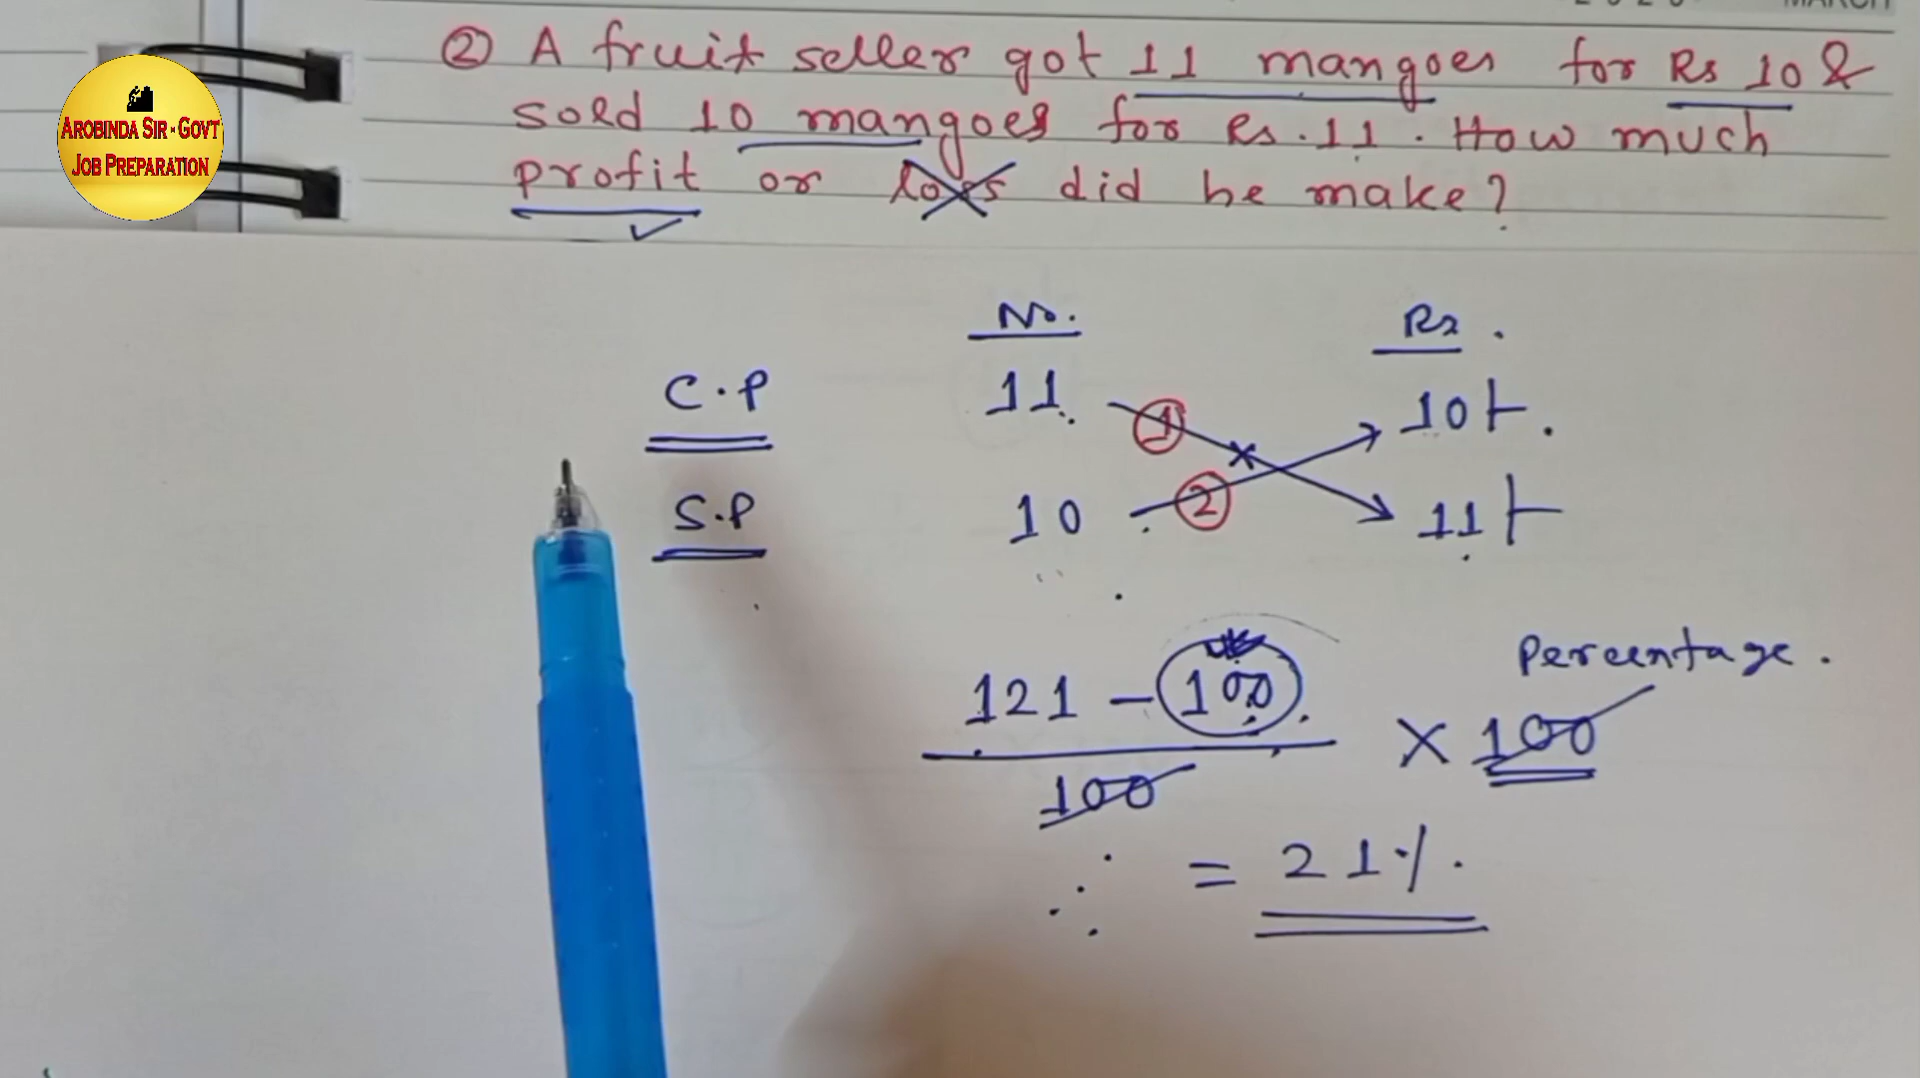 MARCH
② A fruit seller got 11 mangoes for Rs 10 &
sold 10 mangoes for Rs. 11. How much
profit or loss did he make?
AROBINDA SIR - GOVT
JOB PREPARATION
No. Rs.
C.P 11 ① 10/-
S.P 10 ② 11/-
Percentage.
121 - 100 × 100
100
= 21%.